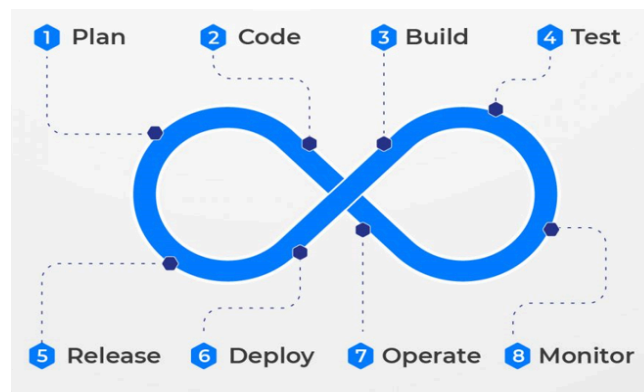 1 Plan 2 Code 3 Build 4 Test
5 Release 6 Deploy 7 Operate 8 Monitor